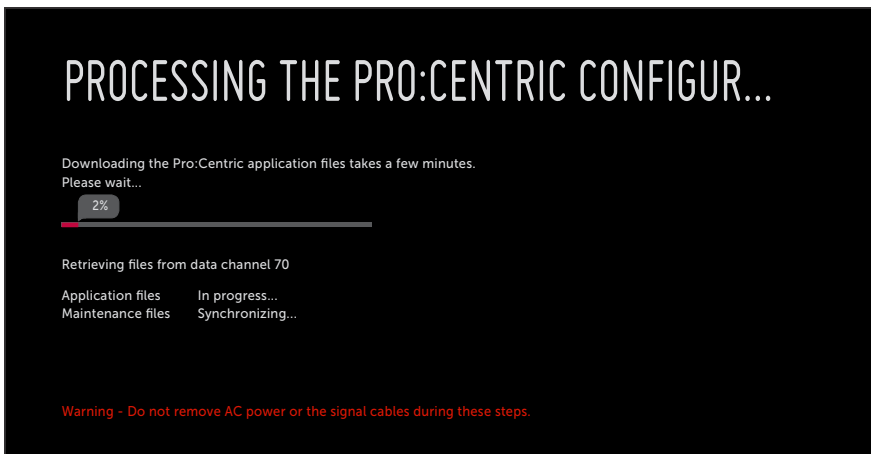 PROCESSING THE PRO:CENTRIC CONFIGUR...
Downloading the Pro:Centric application files takes a few minutes.
Please wait...
2%
Retrieving files from data channel 70
Application files In progress...
Maintenance files Synchronizing...
Warning - Do not remove AC power or the signal cables during these steps.